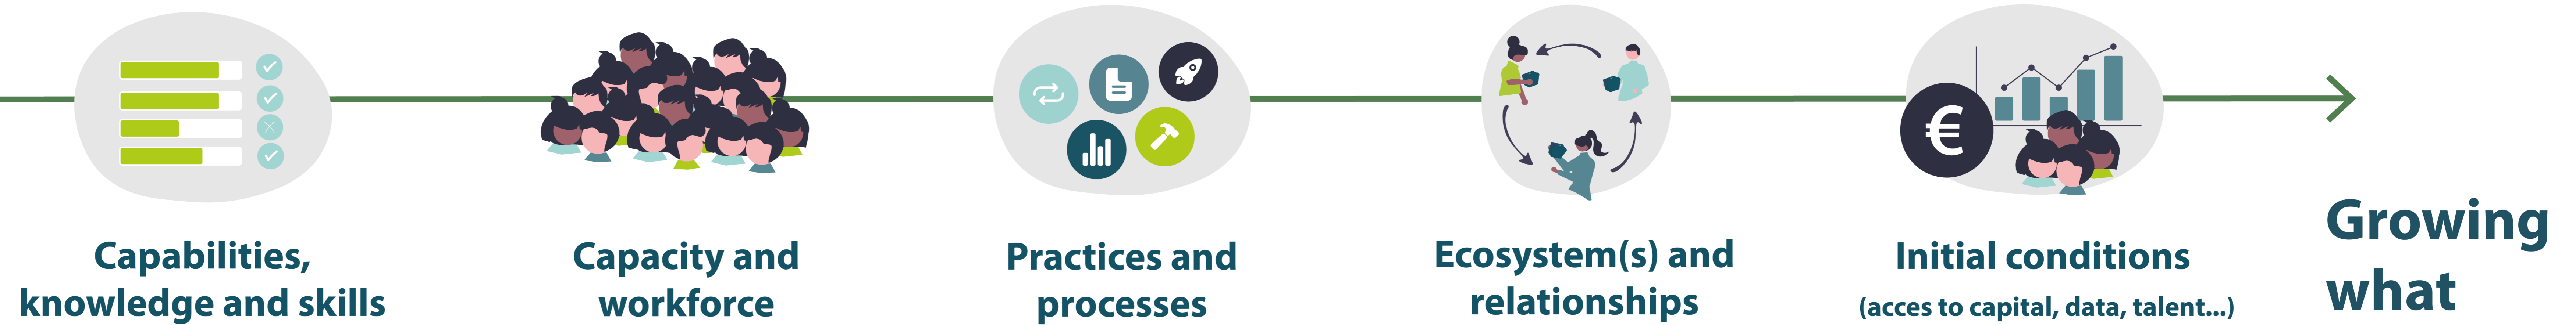 Capabilities,
knowledge and skills
Capacity and
workforce
Practices and
processes
Ecosystem(s) and
relationships
€
Initial conditions
(acces to capital, data, talent...)
Growing
what